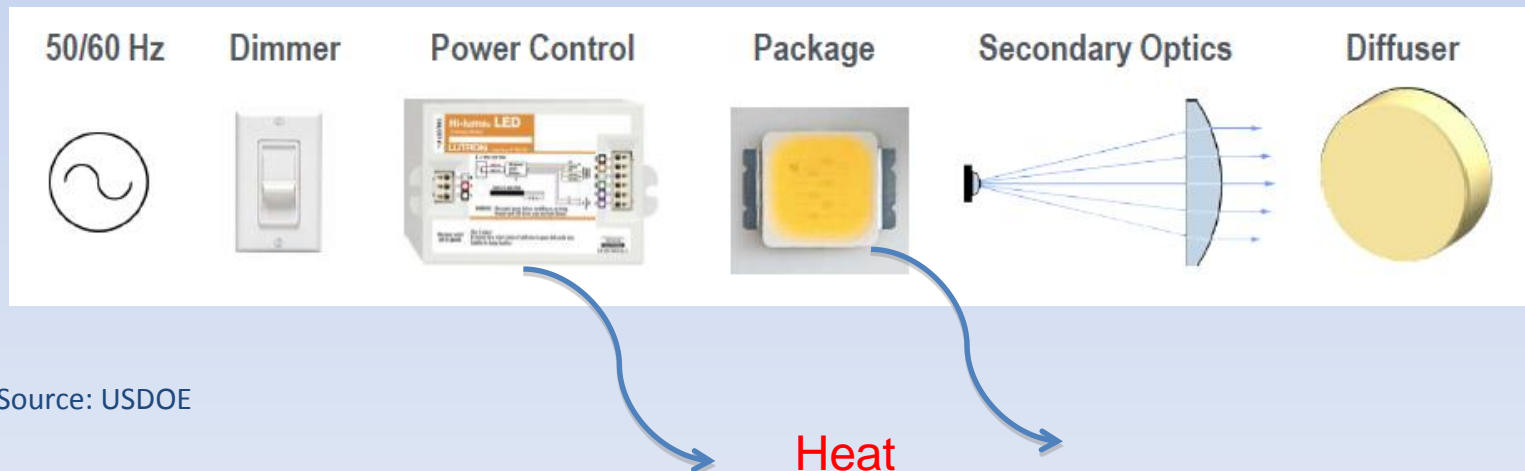 50/60 Hz Dimmer Power Control Package Secondary Optics Diffuser
Hi-lume LED
LUTRON
Source: USDOE
Heat